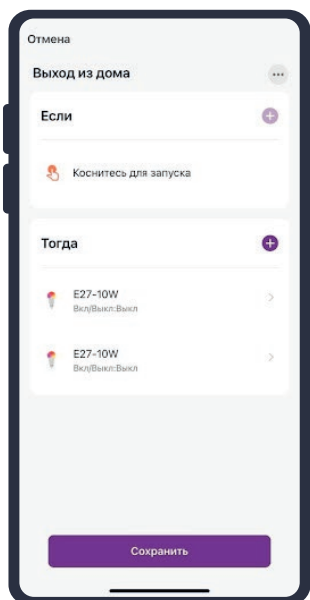 Отмена
Выход из дома
Если
Коснитесь для запуска
Тогда
E27-10W
Вкл/Выкл:Выкл
E27-10W
Вкл/Выкл:Выкл
Сохранить